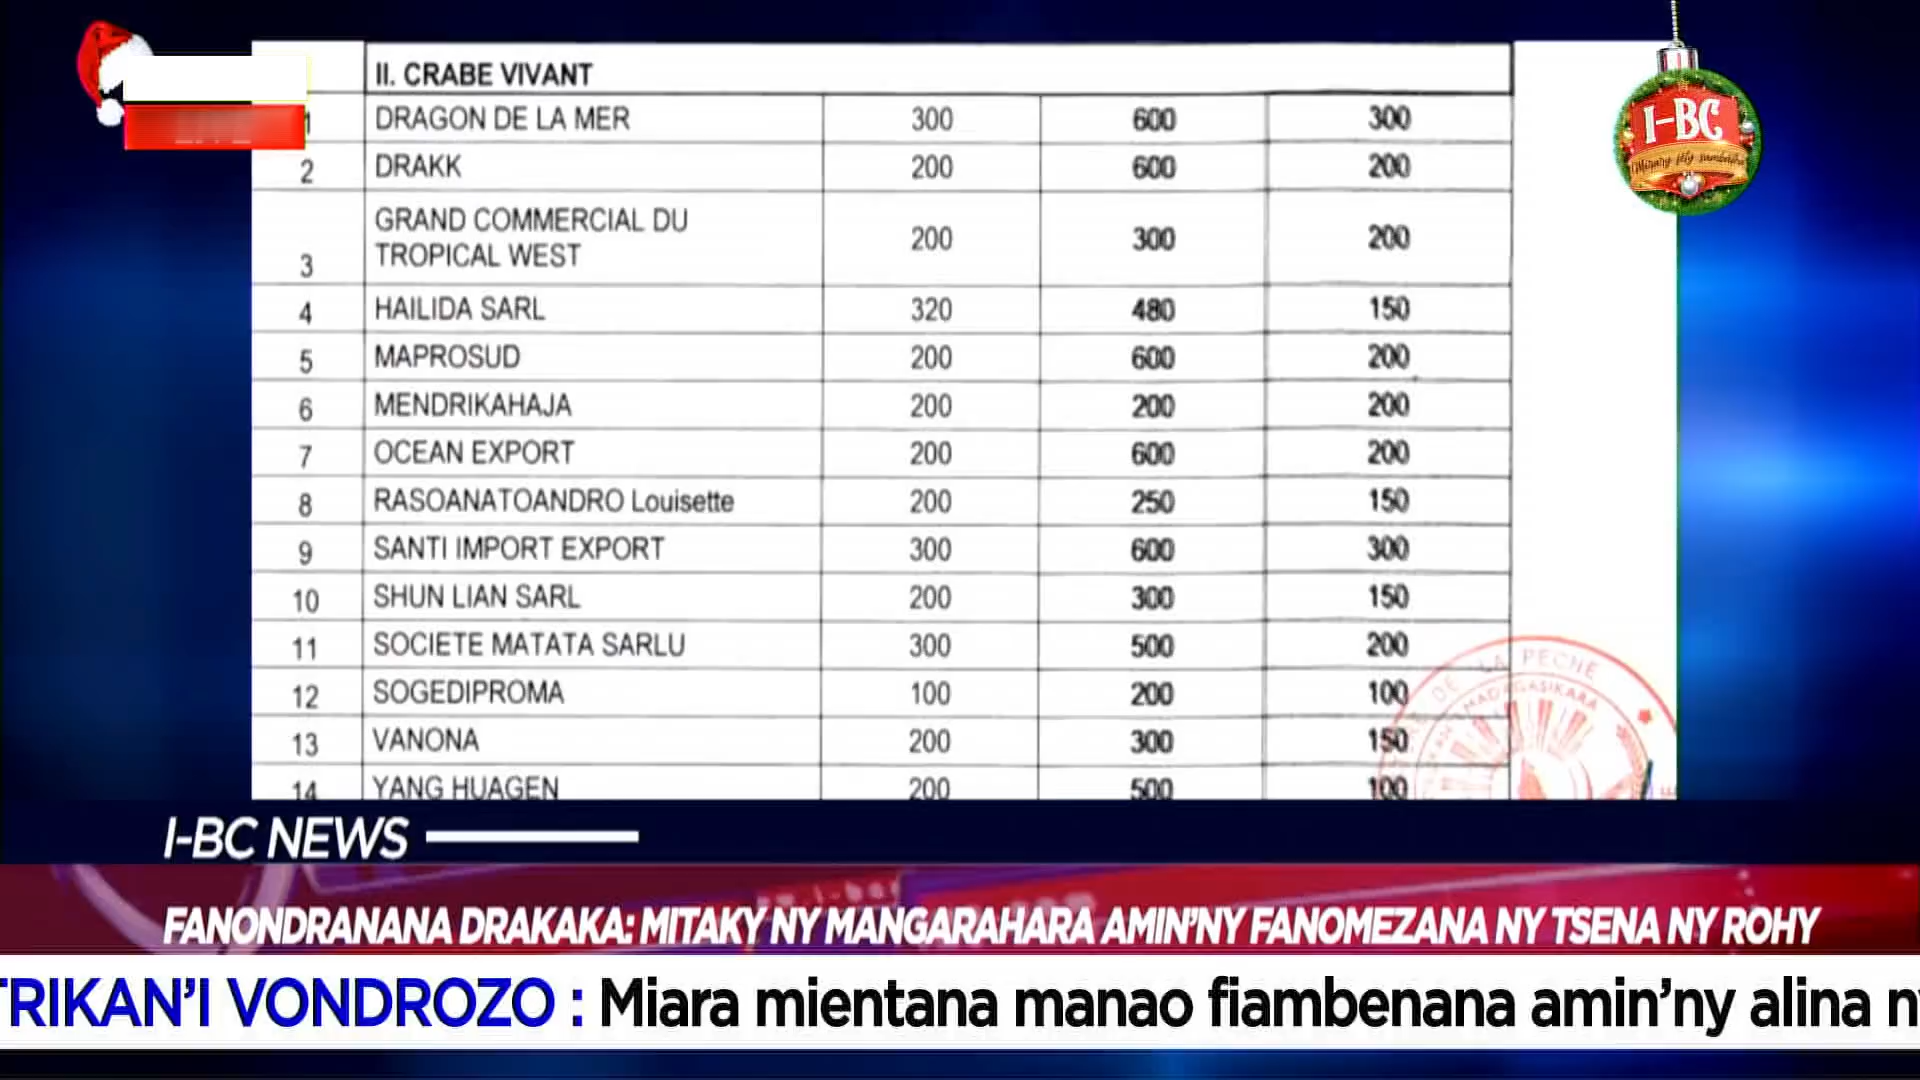 II. CRABE VIVANT
1 DRAGON DE LA MER 300 600 300
2 DRAKK 200 600 200
GRAND COMMERCIAL DU
3 TROPICAL WEST 200 300 200
4 HAILIDA SARL 320 480 150
5 MAPROSUD 200 600 200
6 MENDRIKAHAJA 200 200 200
7 OCEAN EXPORT 200 600 200
8 RASOANATOANDRO Louisette 200 250 150
9 SANTI IMPORT EXPORT 300 600 300
10 SHUN LIAN SARL 200 300 150
11 SOCIETE MATATA SARLU 300 500 200
12 SOGEDIPROMA 100 200 100
13 VANONA 200 300 150
14 YANG HUAGEN 200 500 100
DE LA PECHE
I-BC
I-BC NEWS
FANONDRANANA DRAKAKA: MITAKY NY MANGARAHARA AMIN'NY FANOMEZANA NY TSENA NY ROHY
TRIKAN'I VONDROZO : Miara mientana manao fiambenana amin'ny alina n